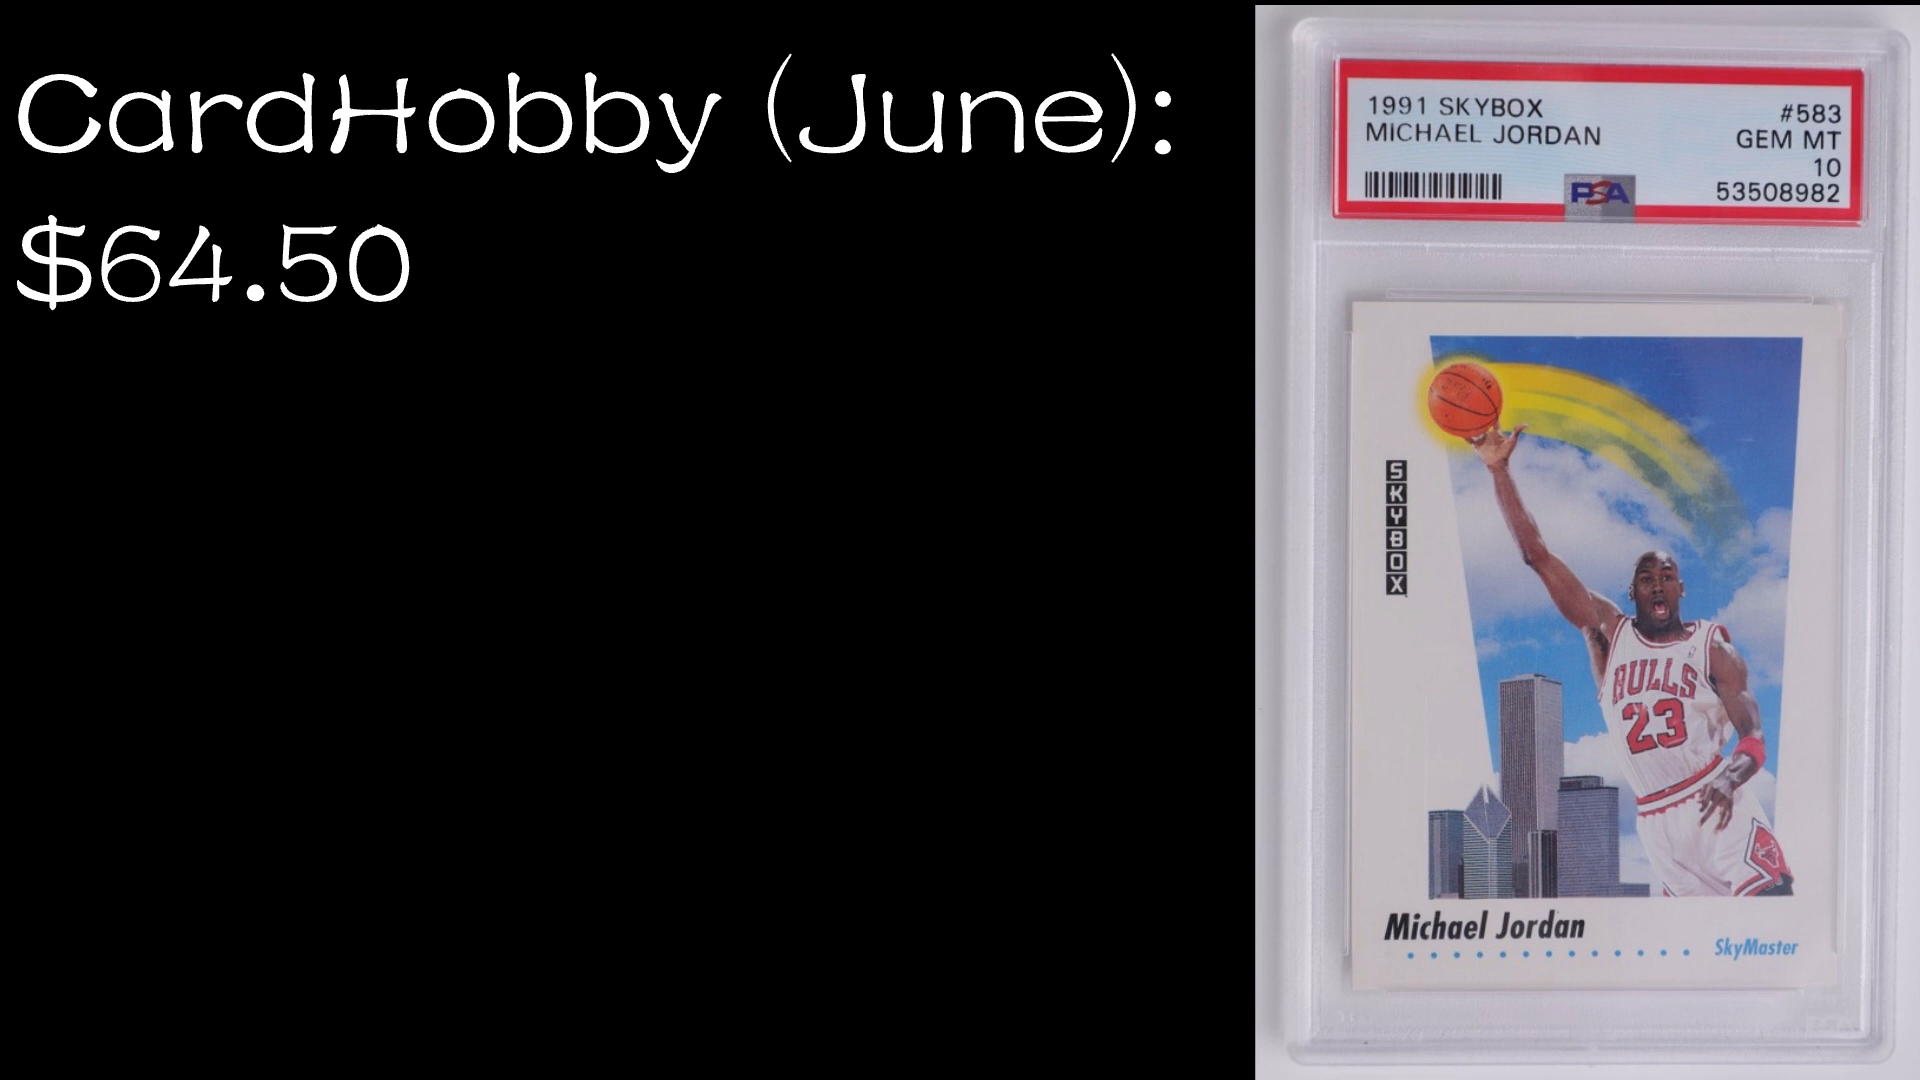 CardHobby (June):
$64.50
1991 SKYBOX #583
MICHAEL JORDAN GEM MT
10
PSA 53508982
SKYBOX
BULLS
23
Michael Jordan
SkyMaster